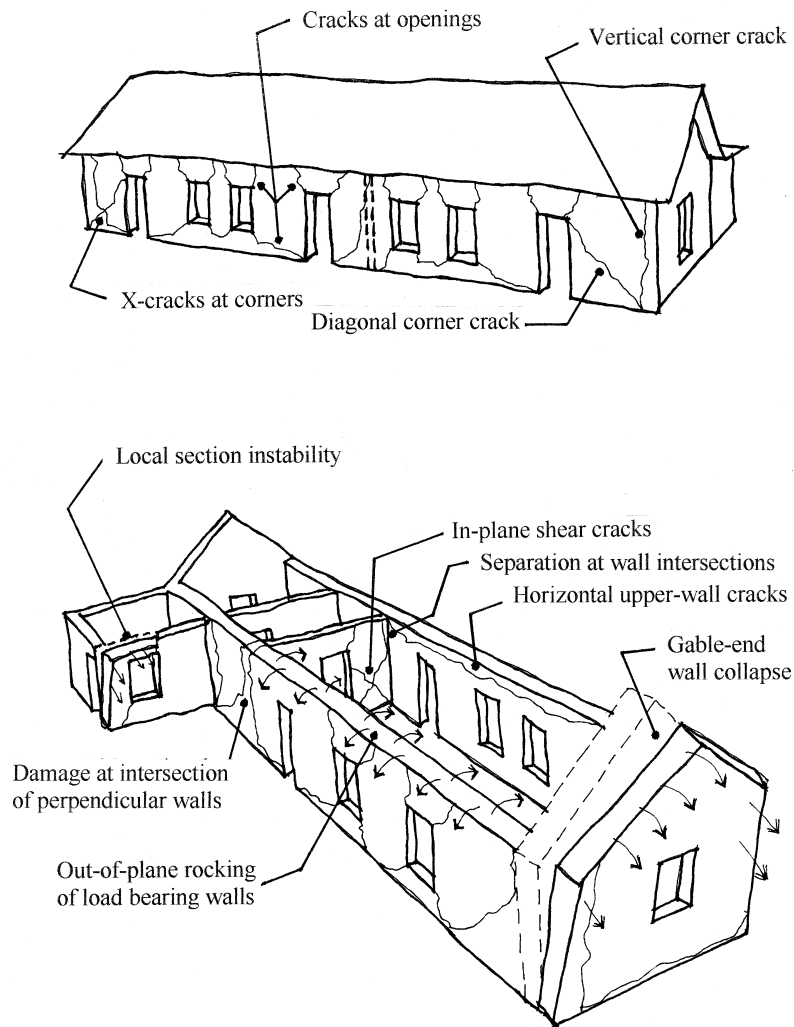 Cracks at openings
Vertical corner crack
X-cracks at corners
Diagonal corner crack
Local section instability
In-plane shear cracks
Separation at wall intersections
Horizontal upper-wall cracks
Gable-end
wall collapse
Damage at intersection
of perpendicular walls
Out-of-plane rocking
of load bearing walls